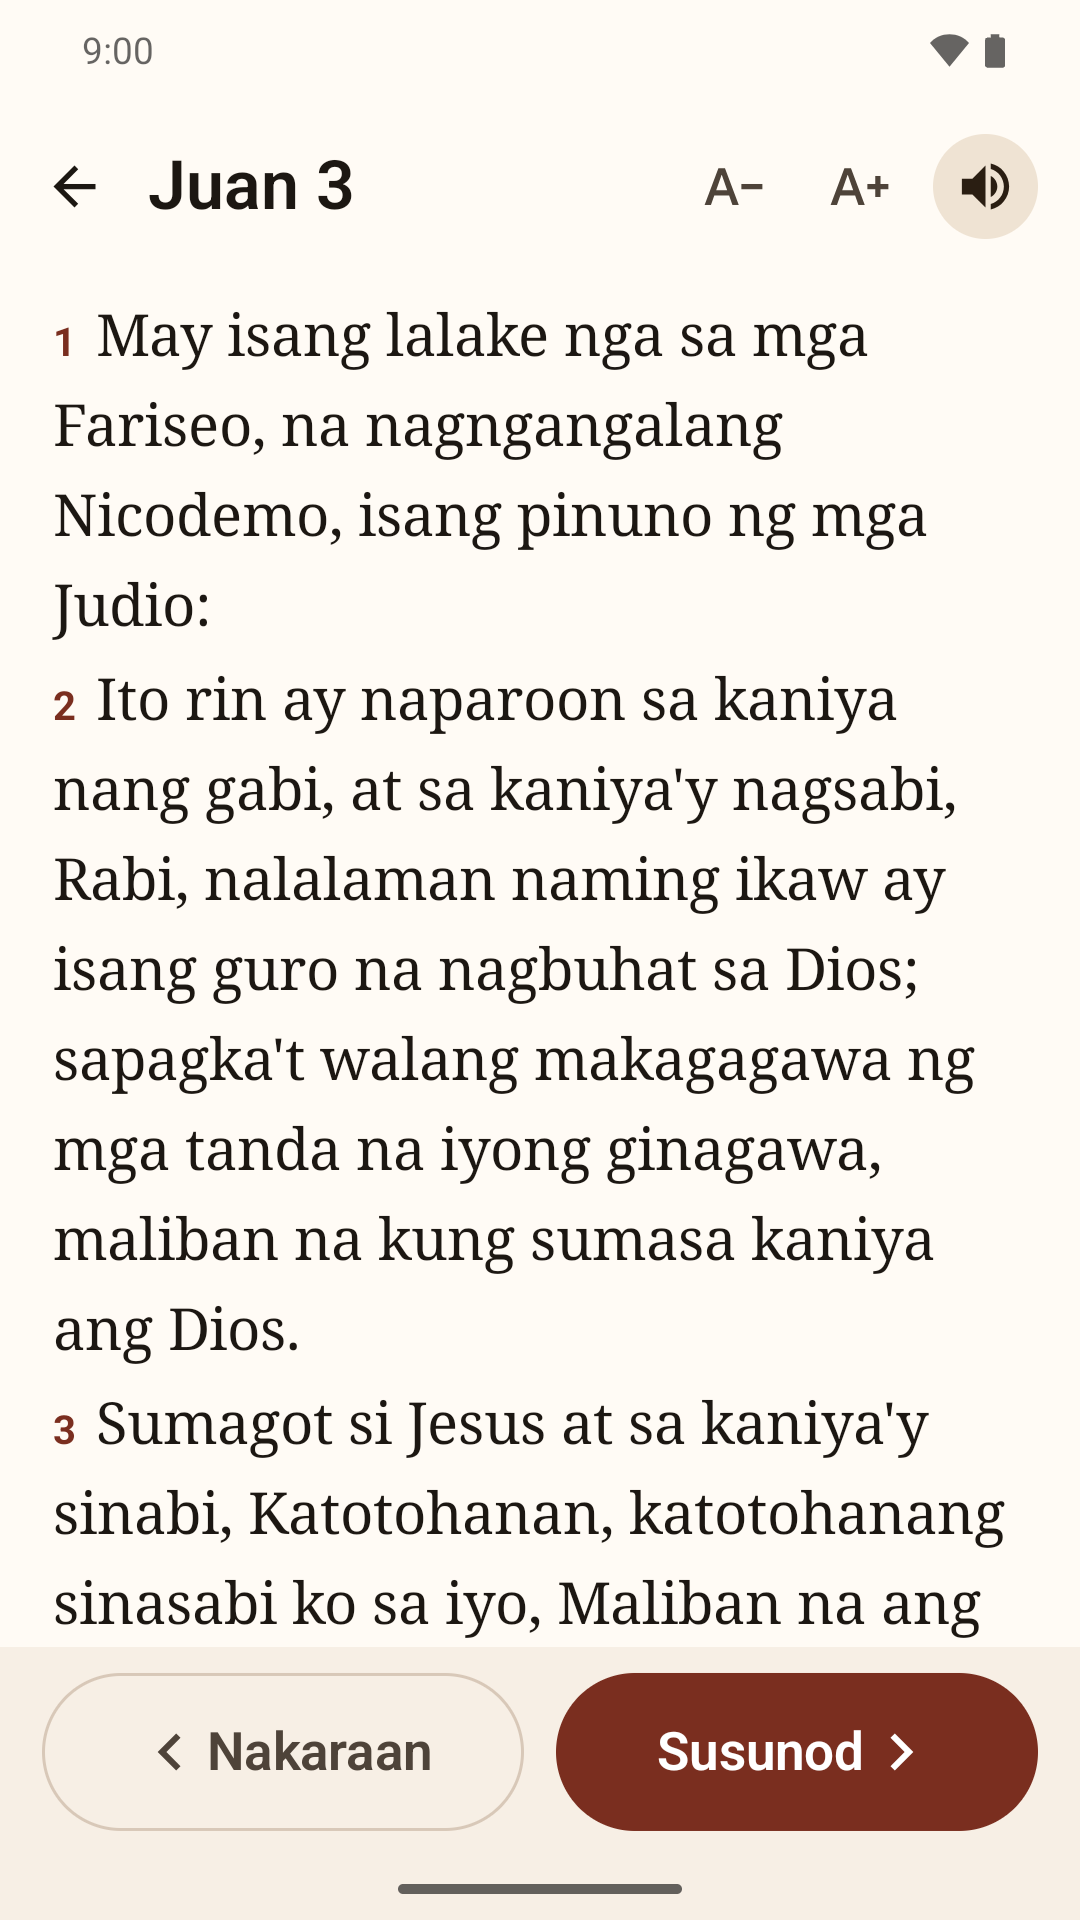 9:00
Juan 3 A− A+
1 May isang lalake nga sa mga
Fariseo, na nagngangalang
Nicodemo, isang pinuno ng mga
Judio:
2 Ito rin ay naparoon sa kaniya
nang gabi, at sa kaniya'y nagsabi,
Rabi, nalalaman naming ikaw ay
isang guro na nagbuhat sa Dios;
sapagka't walang makagagawa ng
mga tanda na iyong ginagawa,
maliban na kung sumasa kaniya
ang Dios.
3 Sumagot si Jesus at sa kaniya'y
sinabi, Katotohanan, katotohanang
sinasabi ko sa iyo, Maliban na ang
Nakaraan Susunod